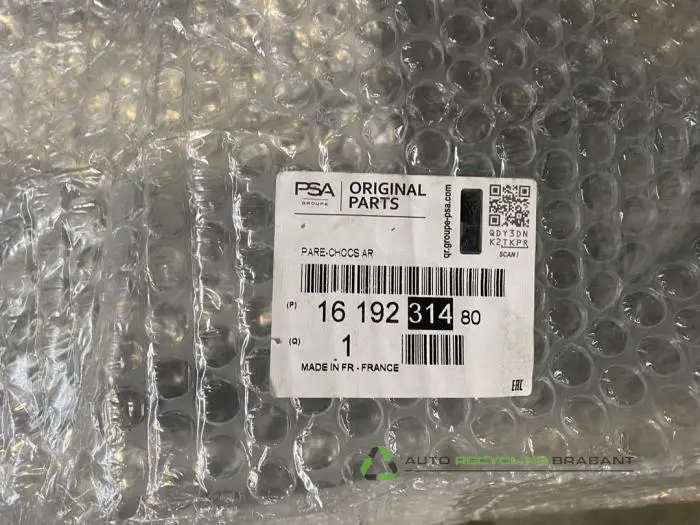 PSA
GROUPE
ORIGINAL
PARTS
qr.groupe-psa.com
QDY3DN
K2TKPR
SCAN!
PARE-CHOCS AR
(P) 16 192 314 80
(Q) 1
MADE IN FR - FRANCE
EAC
AUTO RECYCLING BRABANT